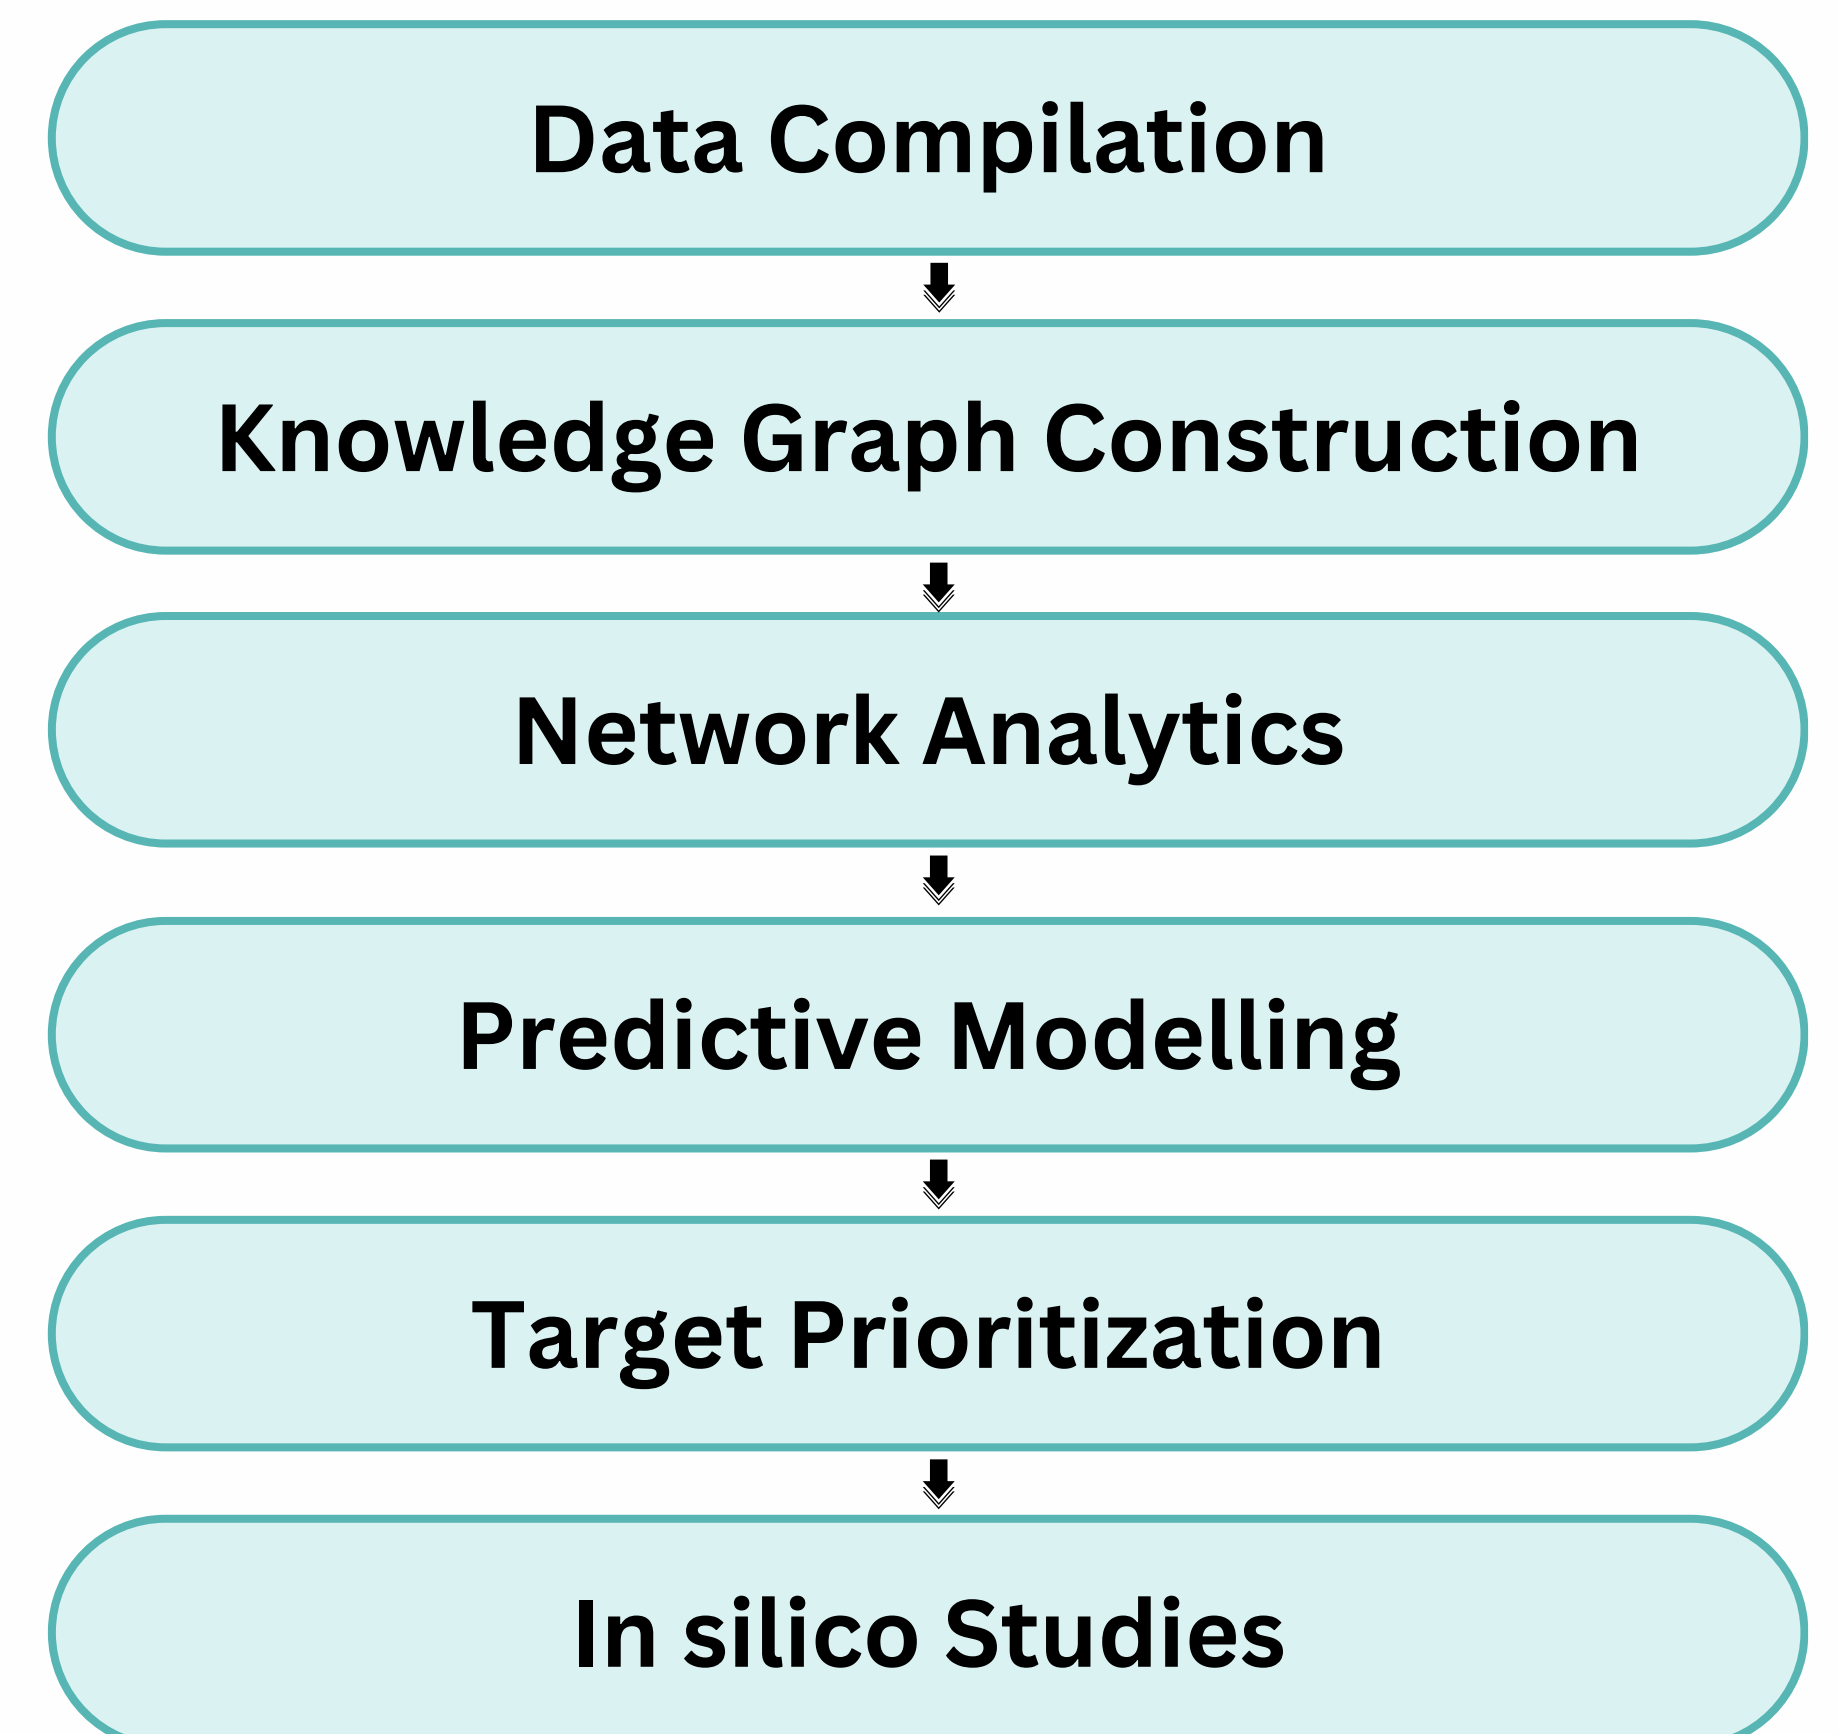 Data Compilation
Knowledge Graph Construction
Network Analytics
Predictive Modelling
Target Prioritization
In silico Studies